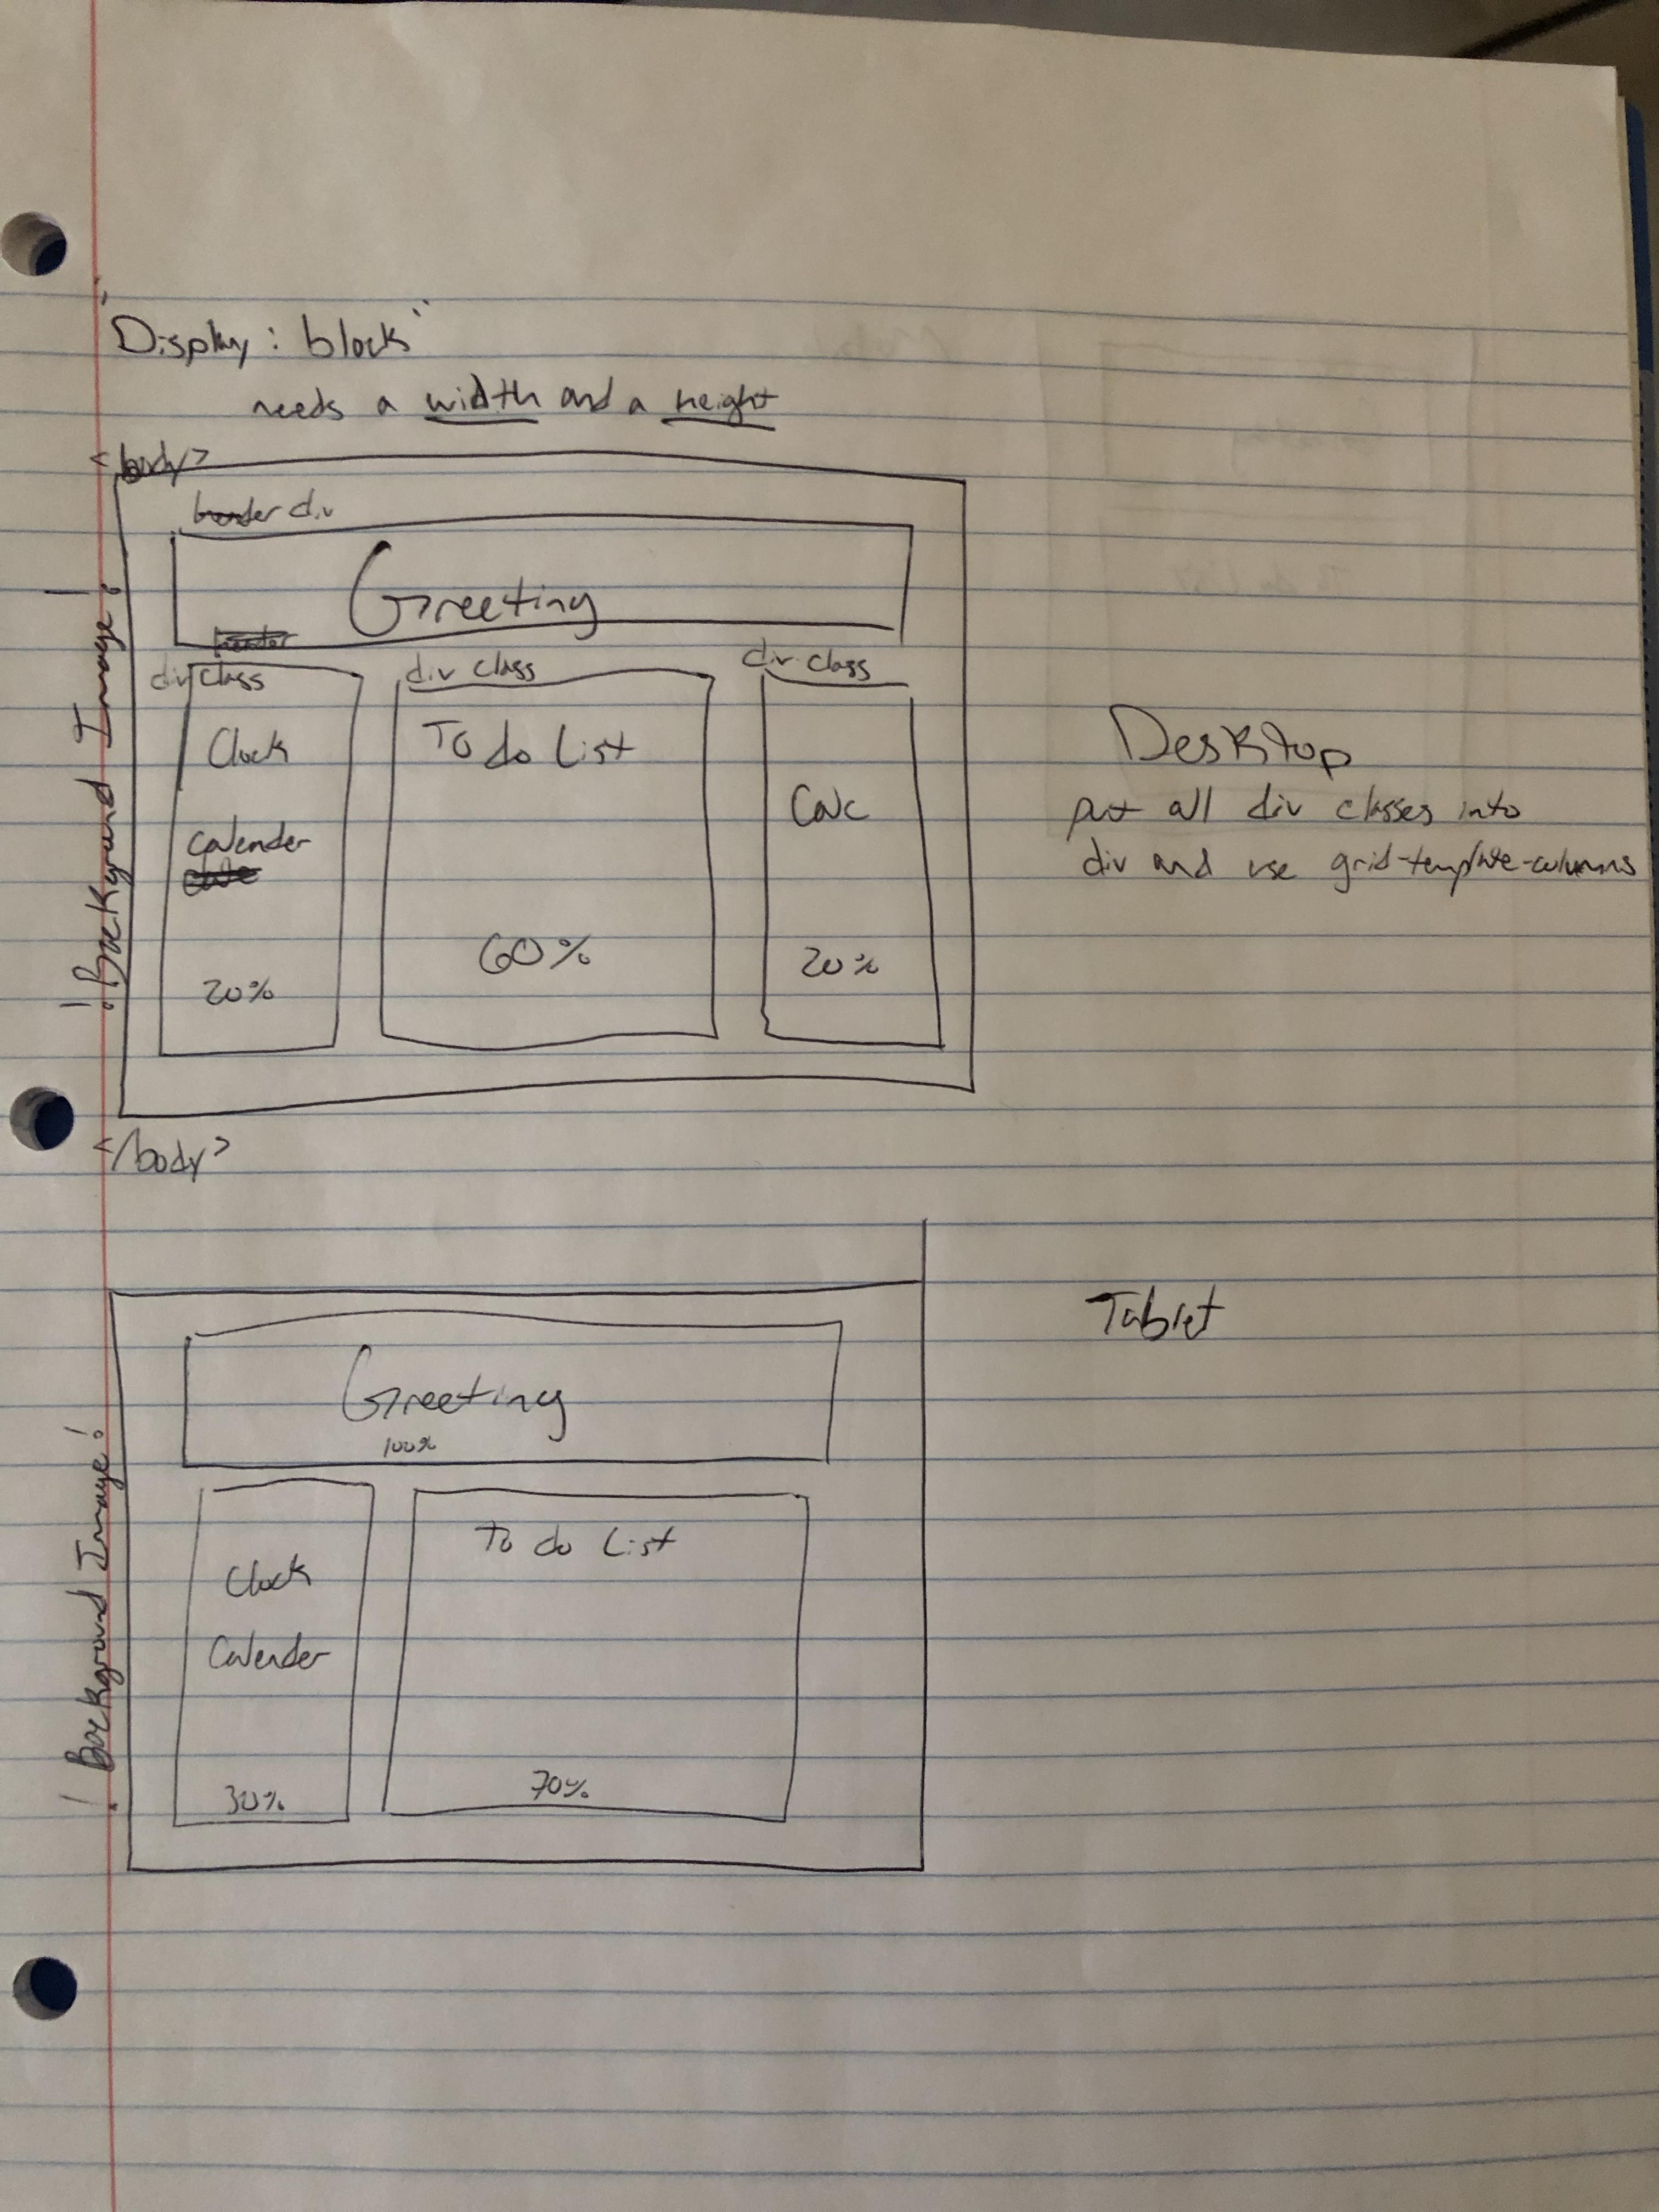 "Display: block"
needs a width and a height
<body>
header div
Greeting
header
div class
div class
div class
Clock
To do List
Calc
calender
date
20%
60%
20%
! Background Image!
Desktop
put all div classes into
div and use grid-template-columns
</body>
Tablet
Greeting
100%
Clock
To do List
Calender
30%
70%
! Background Image!